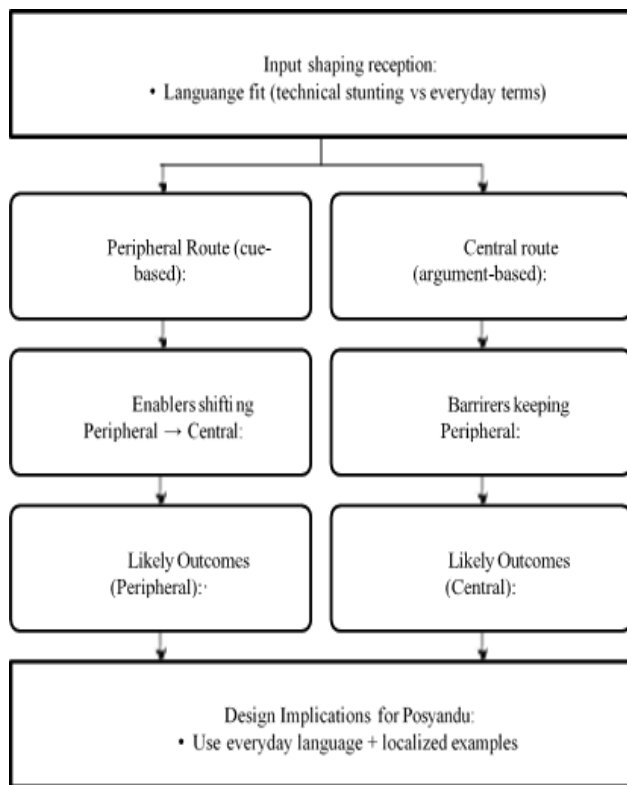 Input shaping reception:
• Languange fit (technical stunting vs everyday terms)
Peripheral Route (cue-
based):
Central route
(argument-based):
Enablers shifting
Peripheral → Central:
Barrirers keeping
Peripheral:
Likely Outcomes
(Peripheral):·
Likely Outcomes
(Central):
Design Implications for Posyandu:
• Use everyday language + localized examples